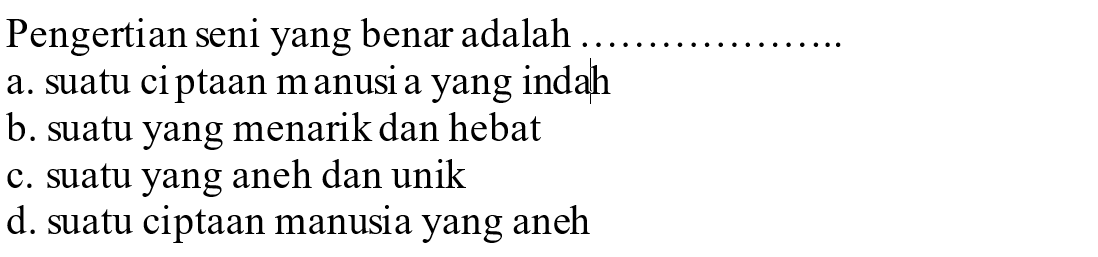 Pengertian seni yang benar adalah .......................
a. suatu ciptaan manusia yang indah
b. suatu yang menarik dan hebat
c. suatu yang aneh dan unik
d. suatu ciptaan manusia yang aneh